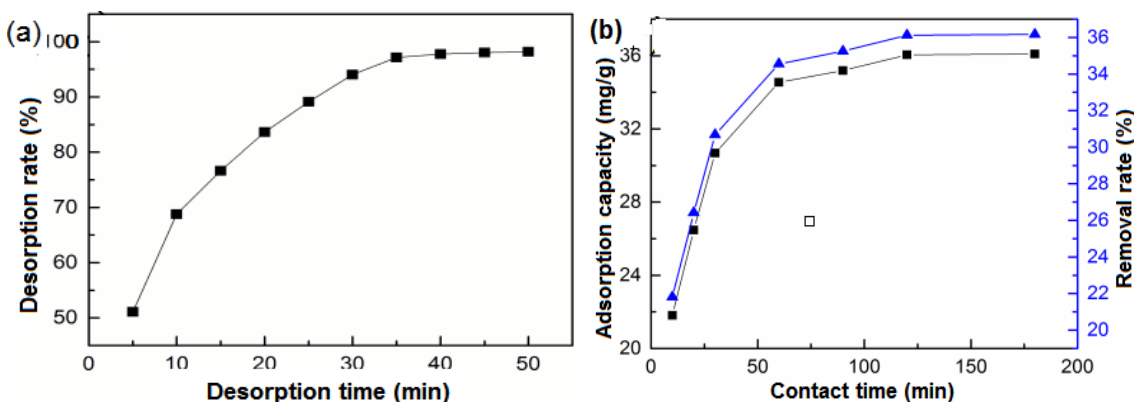 (a)
Desorption rate (%)
100
90
80
70
60
50
0 10 20 30 40 50
Desorption time (min)
(b)
Adsorption capacity (mg/g)
36
32
28
24
20
0 50 100 150 200
Contact time (min)
36
34
32
30
28
26
24
22
20
Removal rate (%)